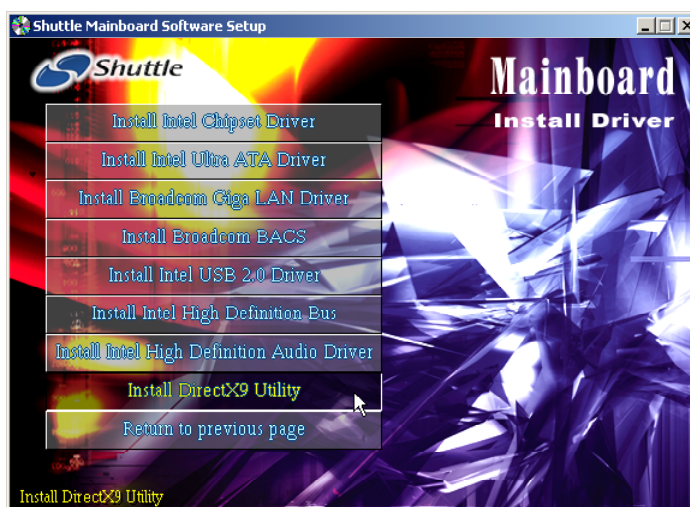 Shuttle Mainboard Software Setup
Shuttle
Mainboard
Install Driver
Install Intel Chipset Driver
Install Intel Ultra ATA Driver
Install Broadcom Giga LAN Driver
Install Broadcom BACS
Install Intel USB 2.0 Driver
Install Intel High Definition Bus
Install Intel High Definition Audio Driver
Install DirectX9 Utility
Return to previous page
Install DirectX9 Utility